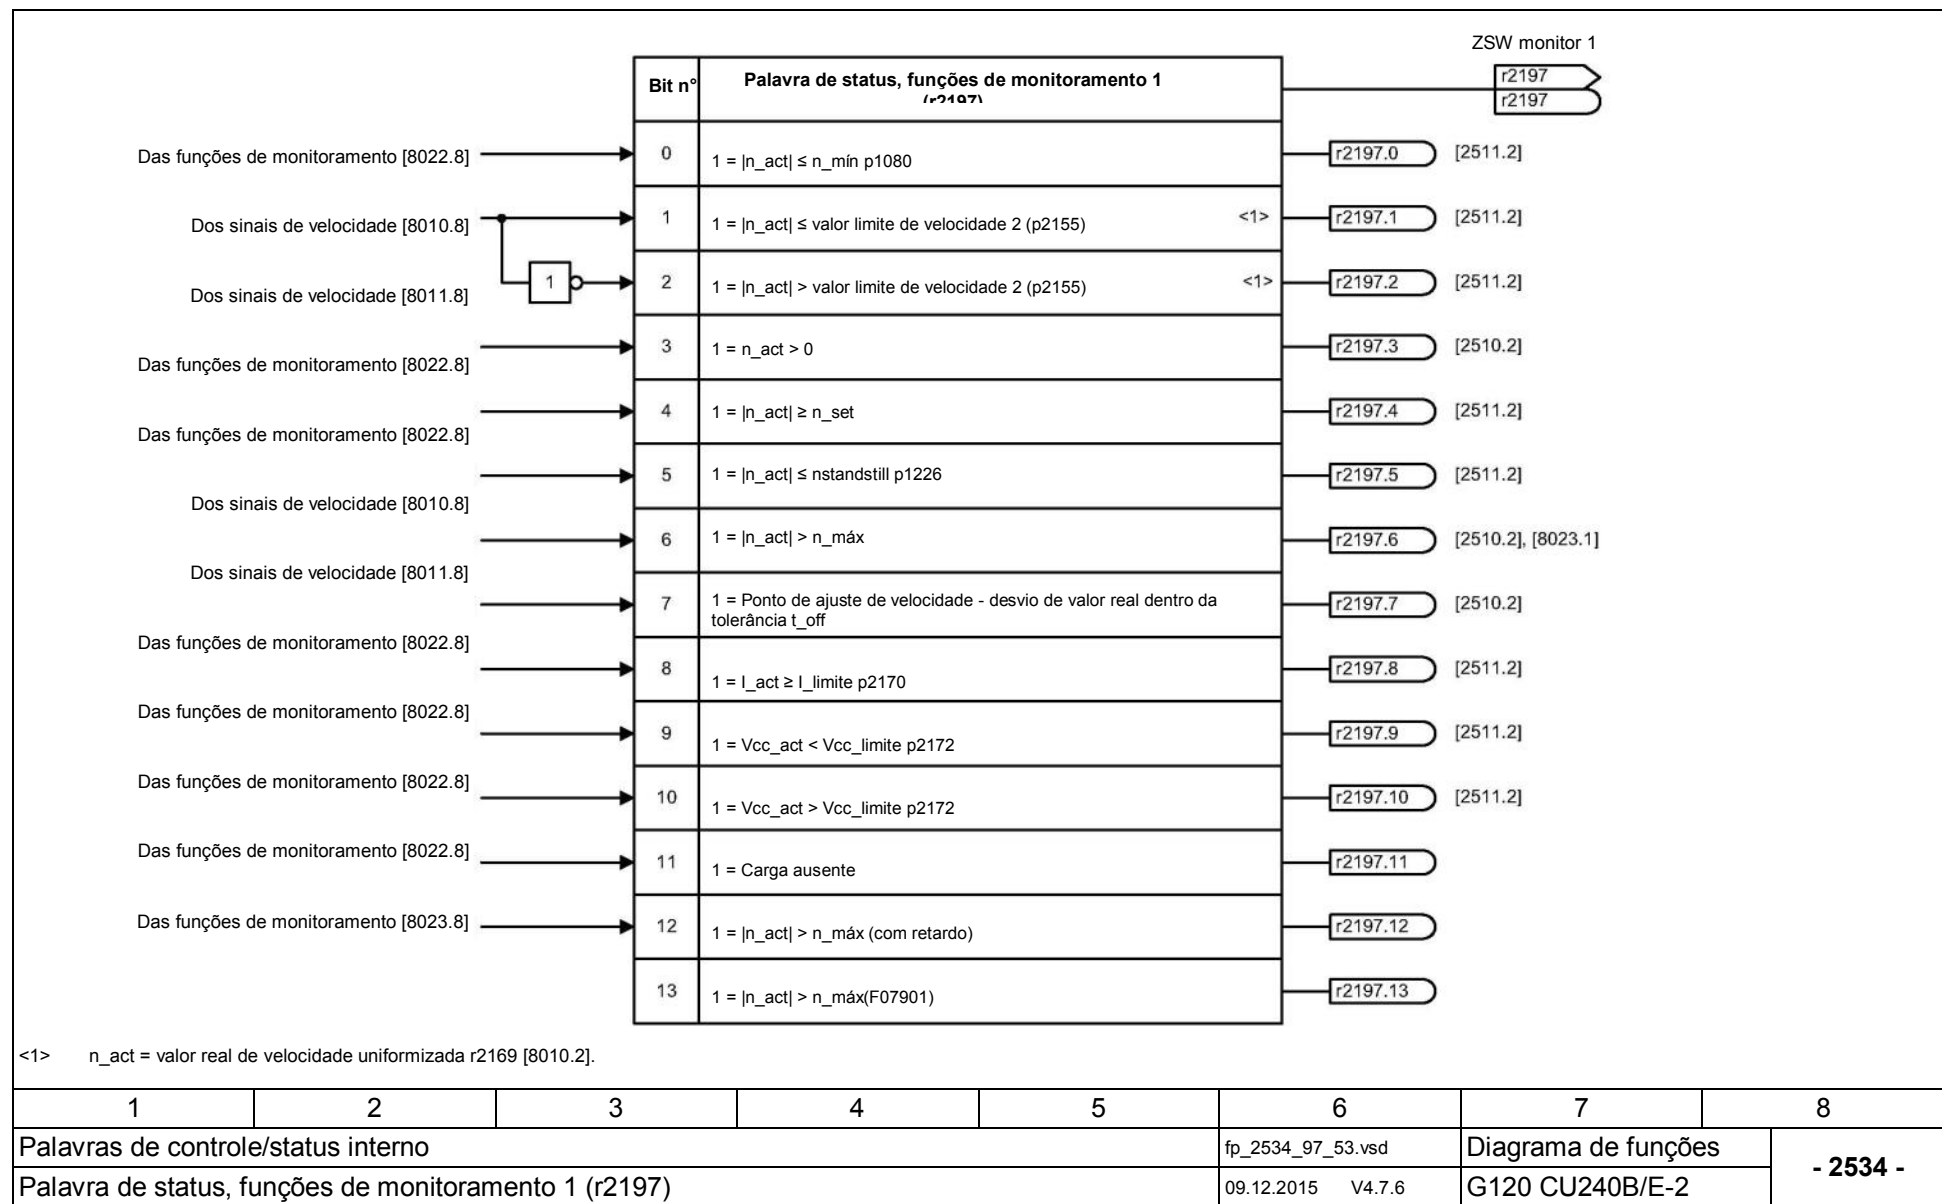 ZSW monitor 1
Bit n° Palavra de status, funções de monitoramento 1 (r2197)
r2197
r2197
Das funções de monitoramento [8022.8] 0 1 = |n_act| ≤ n_mín p1080 r2197.0 [2511.2]
Dos sinais de velocidade [8010.8] 1 1 = |n_act| ≤ valor limite de velocidade 2 (p2155) <1> r2197.1 [2511.2]
1
Dos sinais de velocidade [8011.8] 2 1 = |n_act| > valor limite de velocidade 2 (p2155) <1> r2197.2 [2511.2]
Das funções de monitoramento [8022.8] 3 1 = n_act > 0 r2197.3 [2510.2]
Das funções de monitoramento [8022.8] 4 1 = |n_act| ≥ n_set r2197.4 [2511.2]
Dos sinais de velocidade [8010.8] 5 1 = |n_act| ≤ nstandstill p1226 r2197.5 [2511.2]
Dos sinais de velocidade [8011.8] 6 1 = |n_act| > n_máx r2197.6 [2510.2], [8023.1]
Das funções de monitoramento [8022.8] 7 1 = Ponto de ajuste de velocidade - desvio de valor real dentro da
tolerância t_off r2197.7 [2510.2]
Das funções de monitoramento [8022.8] 8 1 = I_act ≥ I_limite p2170 r2197.8 [2511.2]
Das funções de monitoramento [8022.8] 9 1 = Vcc_act < Vcc_limite p2172 r2197.9 [2511.2]
Das funções de monitoramento [8022.8] 10 1 = Vcc_act > Vcc_limite p2172 r2197.10 [2511.2]
Das funções de monitoramento [8023.8] 11 1 = Carga ausente r2197.11
12 1 = |n_act| > n_máx (com retardo) r2197.12
13 1 = |n_act| > n_máx(F07901) r2197.13
<1> n_act = valor real de velocidade uniformizada r2169 [8010.2].
1 2 3 4 5 6 7 8
Palavras de controle/status interno fp_2534_97_53.vsd Diagrama de funções - 2534 -
Palavra de status, funções de monitoramento 1 (r2197) 09.12.2015 V4.7.6 G120 CU240B/E-2